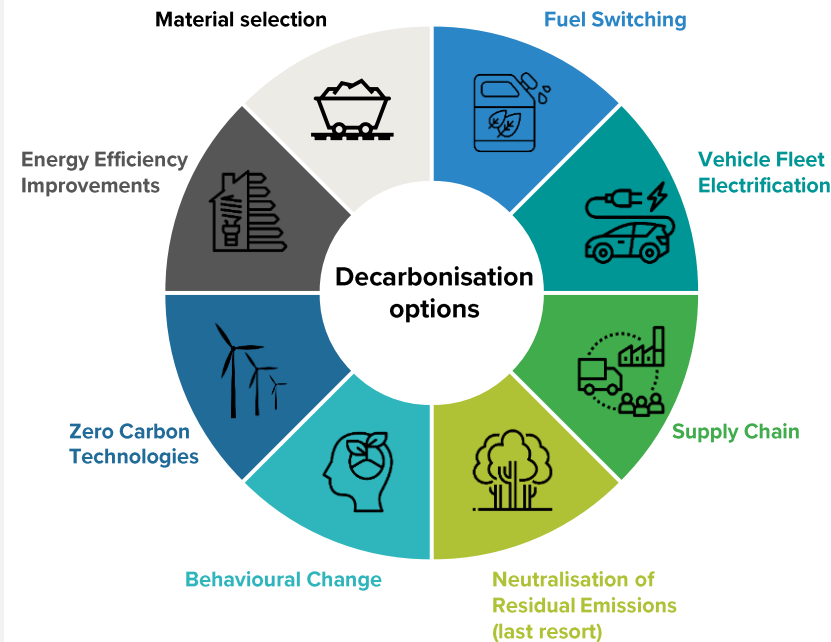 Material selection
Fuel Switching
Energy Efficiency
Improvements
Vehicle Fleet
Electrification
Decarbonisation
options
Zero Carbon
Technologies
Supply Chain
Behavioural Change
Neutralisation of
Residual Emissions
(last resort)